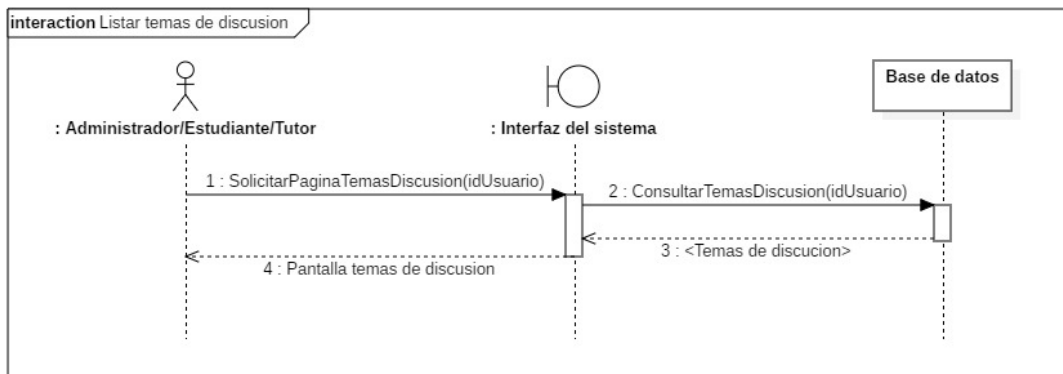 interaction Listar temas de discusion
Base de datos
: Administrador/Estudiante/Tutor
: Interfaz del sistema
1 : SolicitarPaginaTemasDiscusion(idUsuario)
2 : ConsultarTemasDiscusion(idUsuario)
3 : <Temas de discucion>
4 : Pantalla temas de discusion